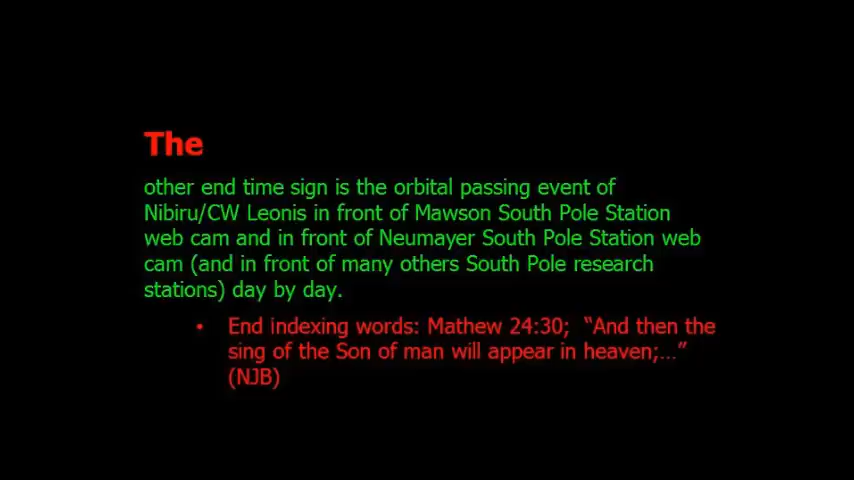 The
other end time sign is the orbital passing event of
Nibiru/CW Leonis in front of Mawson South Pole Station
web cam and in front of Neumayer South Pole Station web
cam (and in front of many others South Pole research
stations) day by day.
• End indexing words: Mathew 24:30; “And then the
sing of the Son of man will appear in heaven;...”
(NJB)